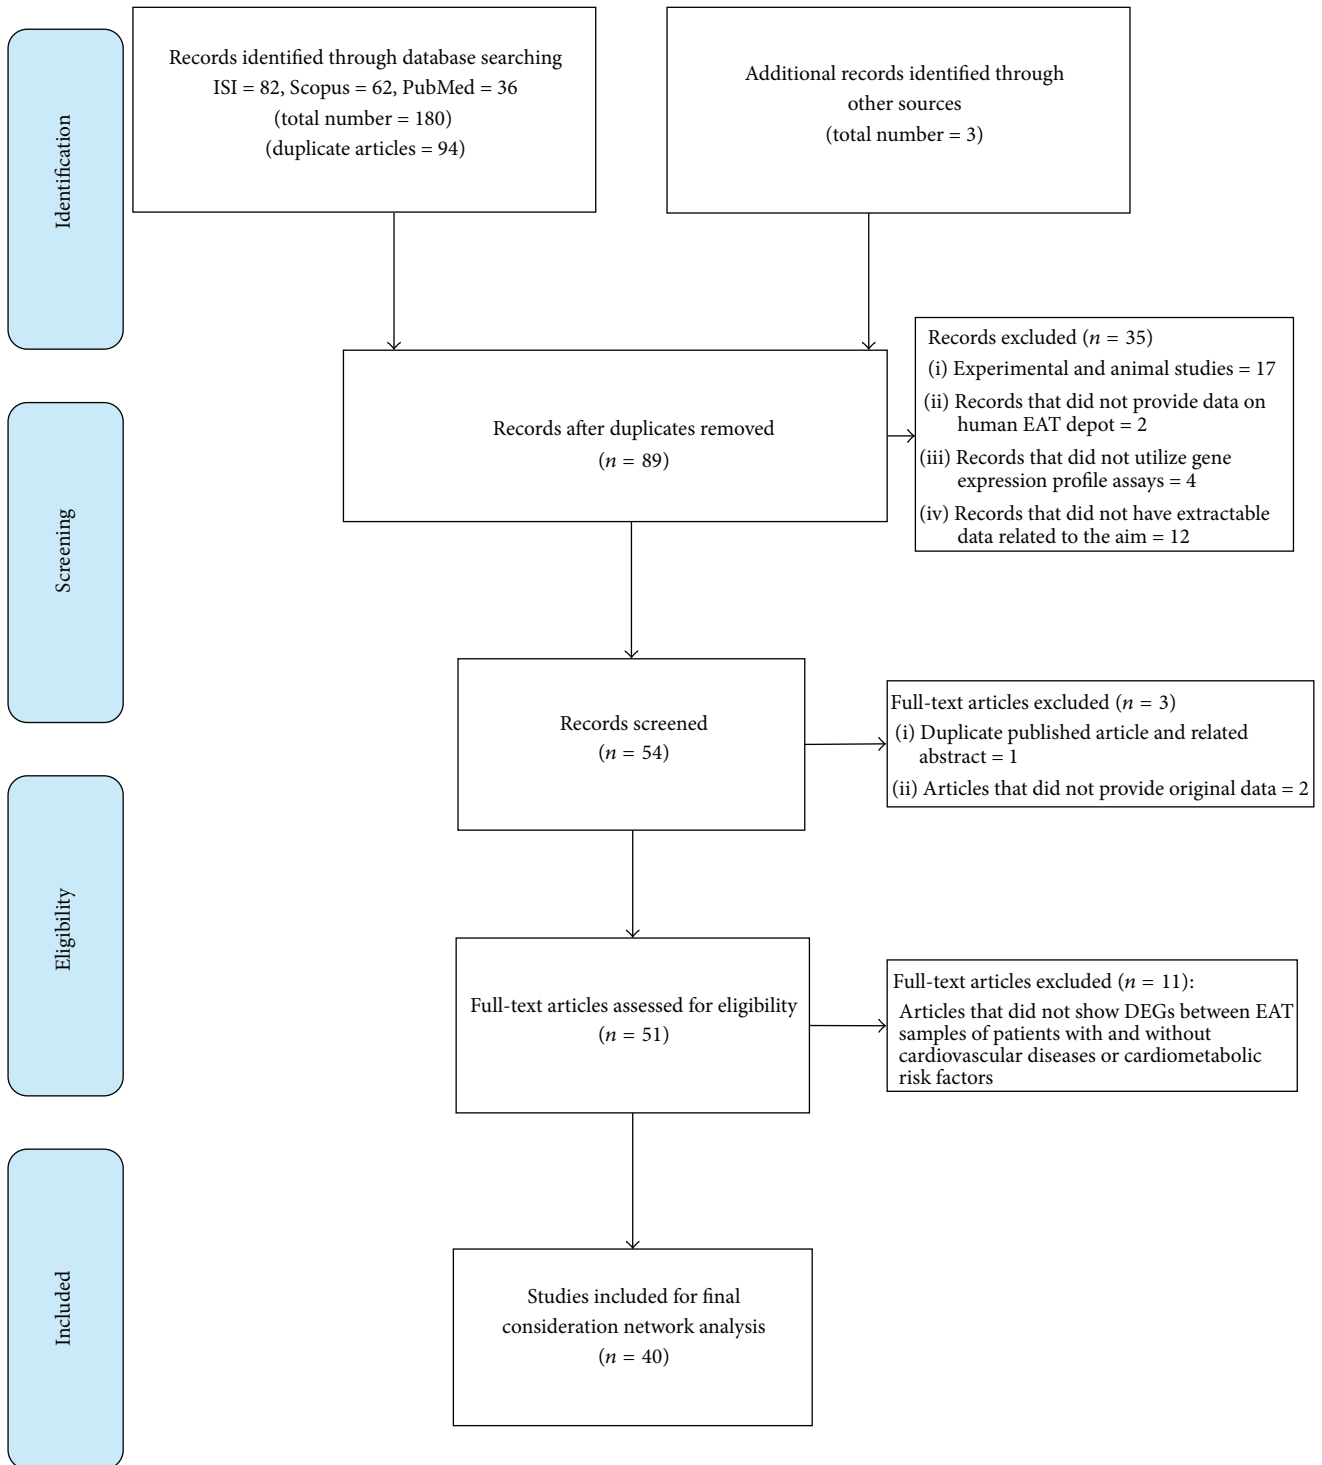 Identification
Records identified through database searching
ISI = 82, Scopus = 62, PubMed = 36
(total number = 180)
(duplicate articles = 94)
Additional records identified through
other sources
(total number = 3)
Records after duplicates removed
(n = 89)
Records excluded (n = 35)
(i) Experimental and animal studies = 17
(ii) Records that did not provide data on
human EAT depot = 2
(iii) Records that did not utilize gene
expression profile assays = 4
(iv) Records that did not have extractable
data related to the aim = 12
Screening
Records screened
(n = 54)
Full-text articles excluded (n = 3)
(i) Duplicate published article and related
abstract = 1
(ii) Articles that did not provide original data = 2
Eligibility
Full-text articles assessed for eligibility
(n = 51)
Full-text articles excluded (n = 11):
Articles that did not show DEGs between EAT
samples of patients with and without
cardiovascular diseases or cardiometabolic
risk factors
Included
Studies included for final
consideration network analysis
(n = 40)